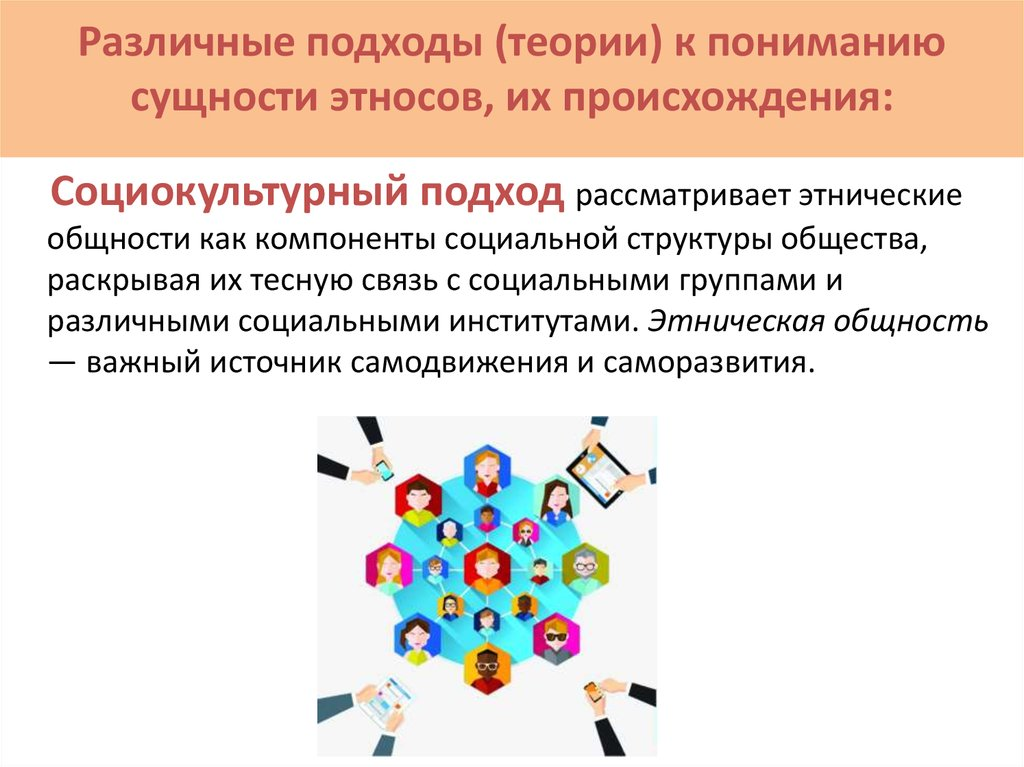 Различные подходы (теории) к пониманию
сущности этносов, их происхождения:
Социокультурный подход рассматривает этнические
общности как компоненты социальной структуры общества,
раскрывая их тесную связь с социальными группами и
различными социальными институтами. Этническая общность
— важный источник самодвижения и саморазвития.